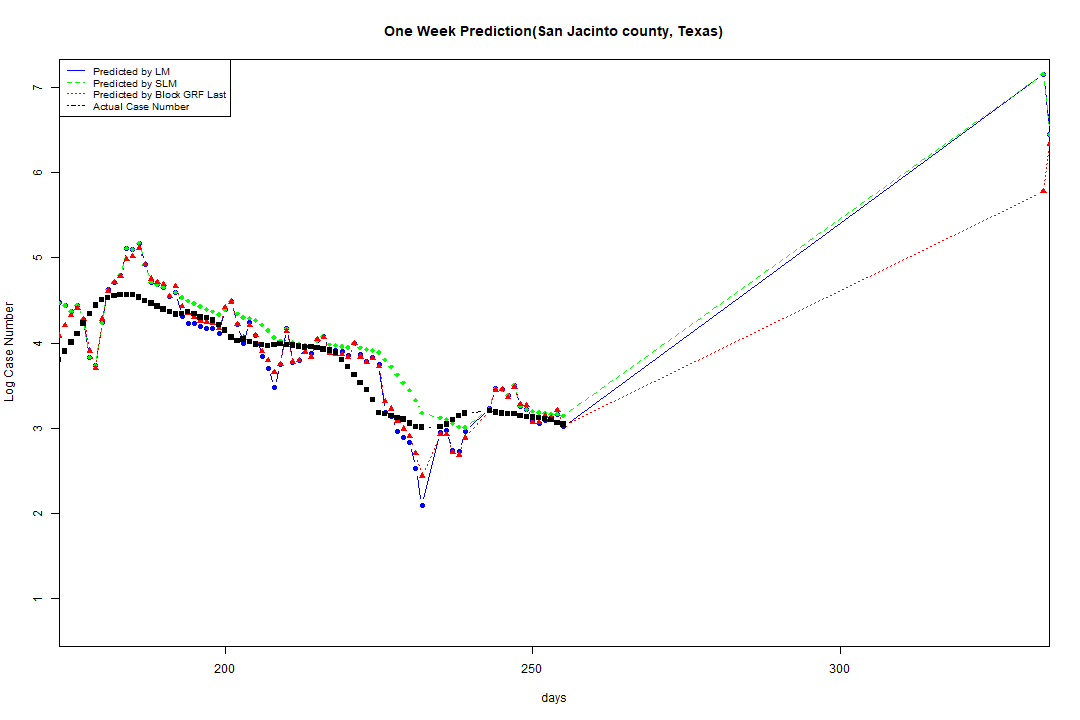 One Week Prediction(San Jacinto county, Texas)
Predicted by LM
Predicted by SLM
Predicted by Block GRF Last
Actual Case Number
7
6
5
4
3
2
1
Log Case Number
200 250 300
days